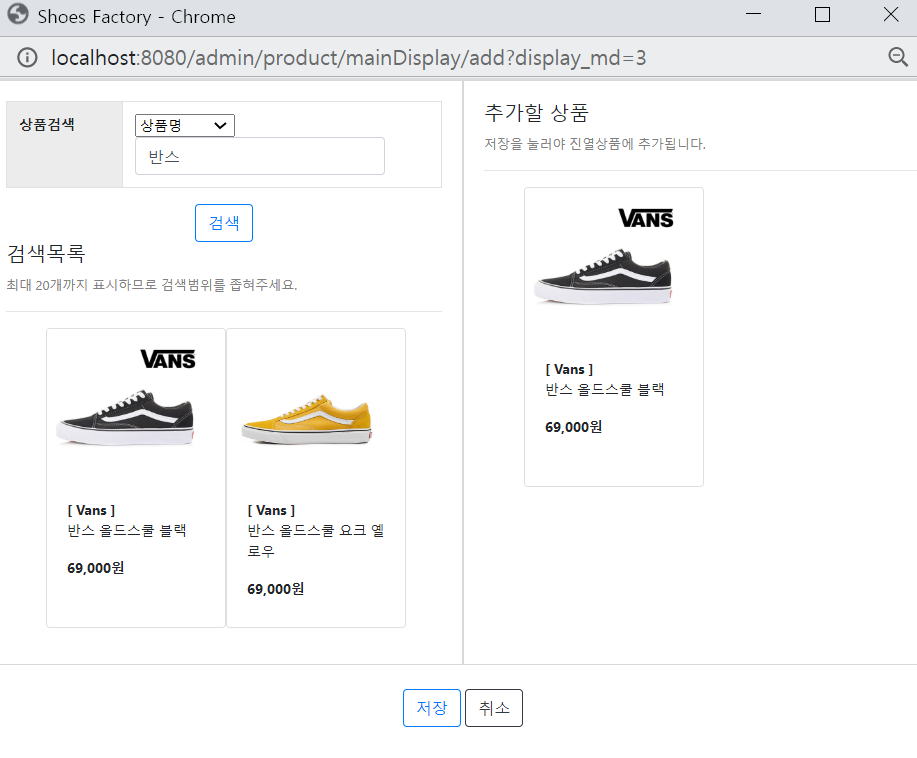 Shoes Factory - Chrome
localhost:8080/admin/product/mainDisplay/add?display_md=3
상품검색
상품명
반스
검색
검색목록
최대 20개까지 표시하므로 검색범위를 좁혀주세요.
VANS
[ Vans ]
반스 올드스쿨 블랙
69,000원
[ Vans ]
반스 올드스쿨 요크 옐
로우
69,000원
추가할 상품
저장을 눌러야 진열상품에 추가됩니다.
VANS
[ Vans ]
반스 올드스쿨 블랙
69,000원
저장
취소